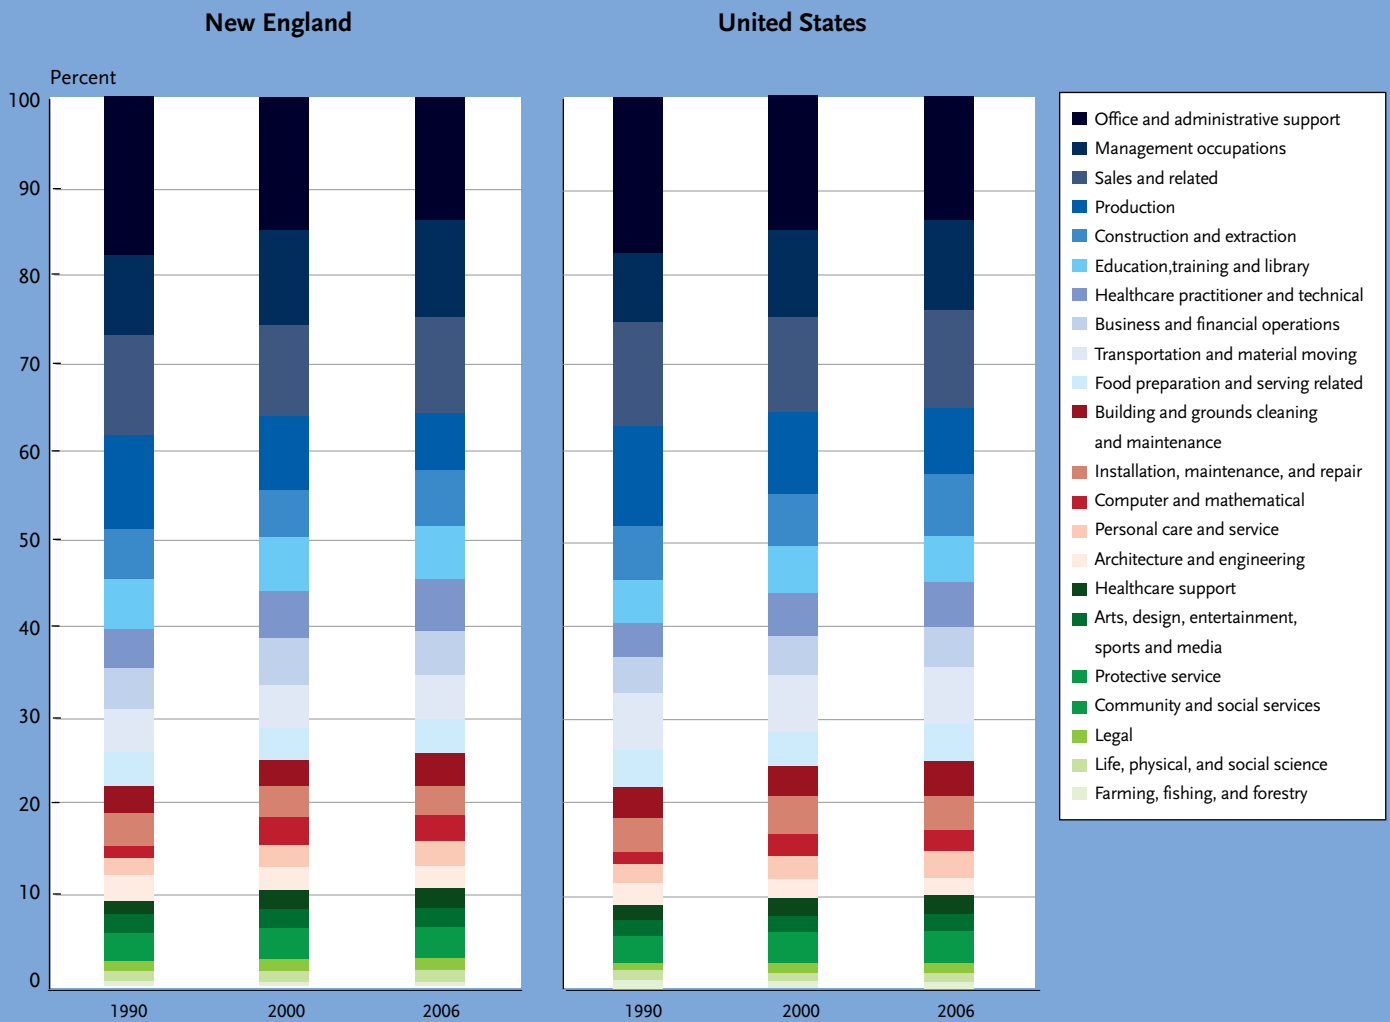 New England
United States
Percent
100
90
80
70
60
50
40
30
20
10
0
1990
2000
2006
1990
2000
2006
Office and administrative support
Management occupations
Sales and related
Production
Construction and extraction
Education,training and library
Healthcare practitioner and technical
Business and financial operations
Transportation and material moving
Food preparation and serving related
Building and grounds cleaning
and maintenance
Installation, maintenance, and repair
Computer and mathematical
Personal care and service
Architecture and engineering
Healthcare support
Arts, design, entertainment,
sports and media
Protective service
Community and social services
Legal
Life, physical, and social science
Farming, fishing, and forestry